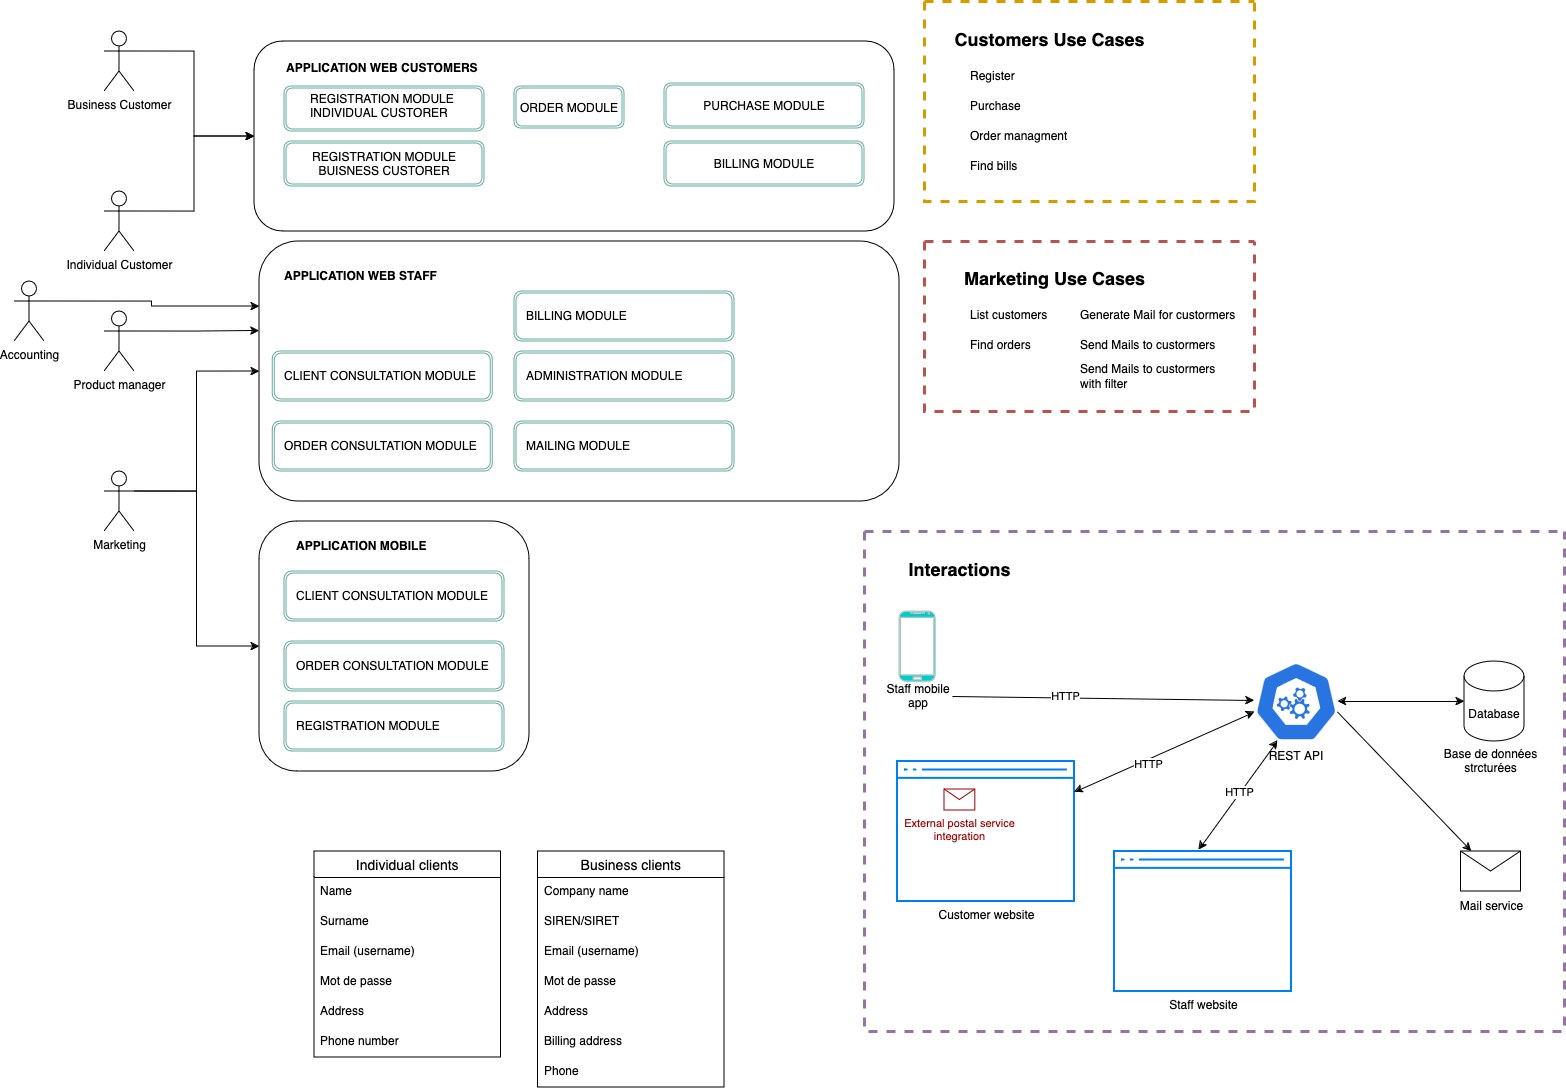 Business Customer
Individual Customer
Accounting
Product manager
Marketing
APPLICATION WEB CUSTOMERS
REGISTRATION MODULE
INDIVIDUAL CUSTORER
ORDER MODULE
PURCHASE MODULE
REGISTRATION MODULE
BUISNESS CUSTORER
BILLING MODULE
APPLICATION WEB STAFF
BILLING MODULE
CLIENT CONSULTATION MODULE
ADMINISTRATION MODULE
ORDER CONSULTATION MODULE
MAILING MODULE
APPLICATION MOBILE
CLIENT CONSULTATION MODULE
ORDER CONSULTATION MODULE
REGISTRATION MODULE
Customers Use Cases
Register
Purchase
Order managment
Find bills
Marketing Use Cases
List customers
Find orders
Generate Mail for custormers
Send Mails to custormers
Send Mails to custormers
with filter
Interactions
Staff mobile
app
HTTP
HTTP
HTTP
REST API
Database
Base de données
strcturées
External postal service
integration
Customer website
Staff website
Mail service
Individual clients
Name
Surname
Email (username)
Mot de passe
Address
Phone number
Business clients
Company name
SIREN/SIRET
Email (username)
Mot de passe
Address
Billing address
Phone